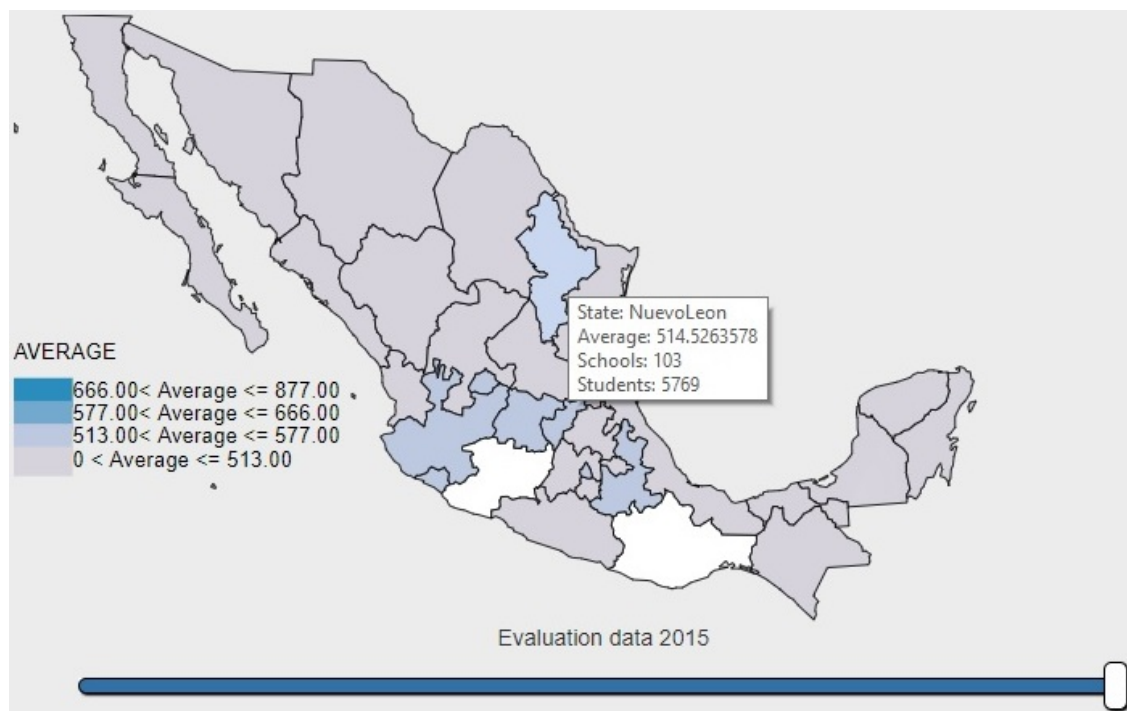 State: NuevoLeon
Average: 514.5263578
Schools: 103
Students: 5769
AVERAGE
666.00< Average <= 877.00
577.00< Average <= 666.00
513.00< Average <= 577.00
0 < Average <= 513.00
Evaluation data 2015